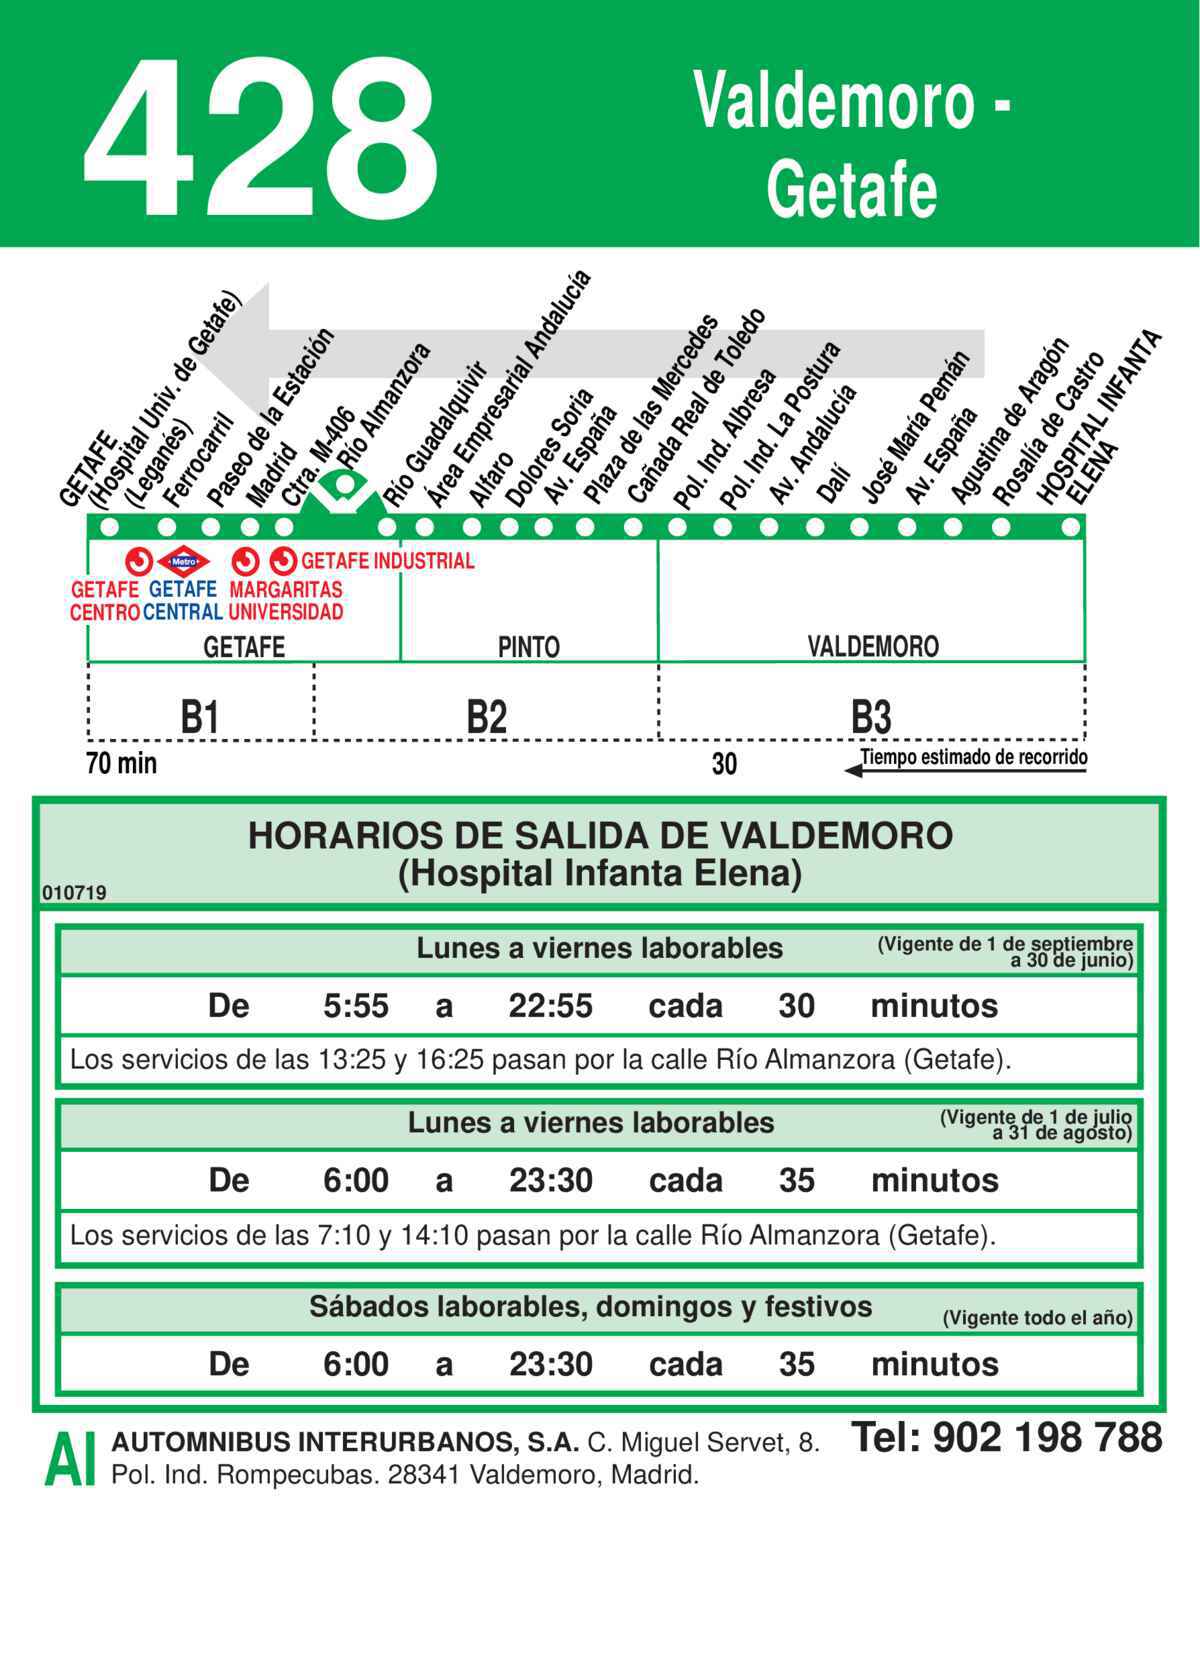 428
Valdemoro -
Getafe
GETAFE
(Hospital Univ. de Getafe)
(Leganés)
Ferrocarril
Paseo de la Estación
Madrid
Ctra. M-406
Río Almanzora
Río Guadalquivir
Área Empresarial Andalucía
Alfaro
Dolores Soria
Av. España
Plaza de las Mercedes
Cañada Real de Toledo
Pol. Ind. Albresa
Pol. Ind. La Postura
Av. Andalucía
Dalí
José María Pemán
Av. España
Agustina de Aragón
Rosalía de Castro
HOSPITAL INFANTA
ELENA
Metro
GETAFE INDUSTRIAL
GETAFE GETAFE MARGARITAS
CENTRO CENTRAL UNIVERSIDAD
GETAFE PINTO VALDEMORO
B1 B2 B3
70 min 30 Tiempo estimado de recorrido
HORARIOS DE SALIDA DE VALDEMORO
(Hospital Infanta Elena)
010719
Lunes a viernes laborables (Vigente de 1 de septiembre
a 30 de junio)
De 5:55 a 22:55 cada 30 minutos
Los servicios de las 13:25 y 16:25 pasan por la calle Río Almanzora (Getafe).
Lunes a viernes laborables (Vigente de 1 de julio
a 31 de agosto)
De 6:00 a 23:30 cada 35 minutos
Los servicios de las 7:10 y 14:10 pasan por la calle Río Almanzora (Getafe).
Sábados laborables, domingos y festivos (Vigente todo el año)
De 6:00 a 23:30 cada 35 minutos
AI AUTOMNIBUS INTERURBANOS, S.A. C. Miguel Servet, 8. Tel: 902 198 788
Pol. Ind. Rompecubas. 28341 Valdemoro, Madrid.